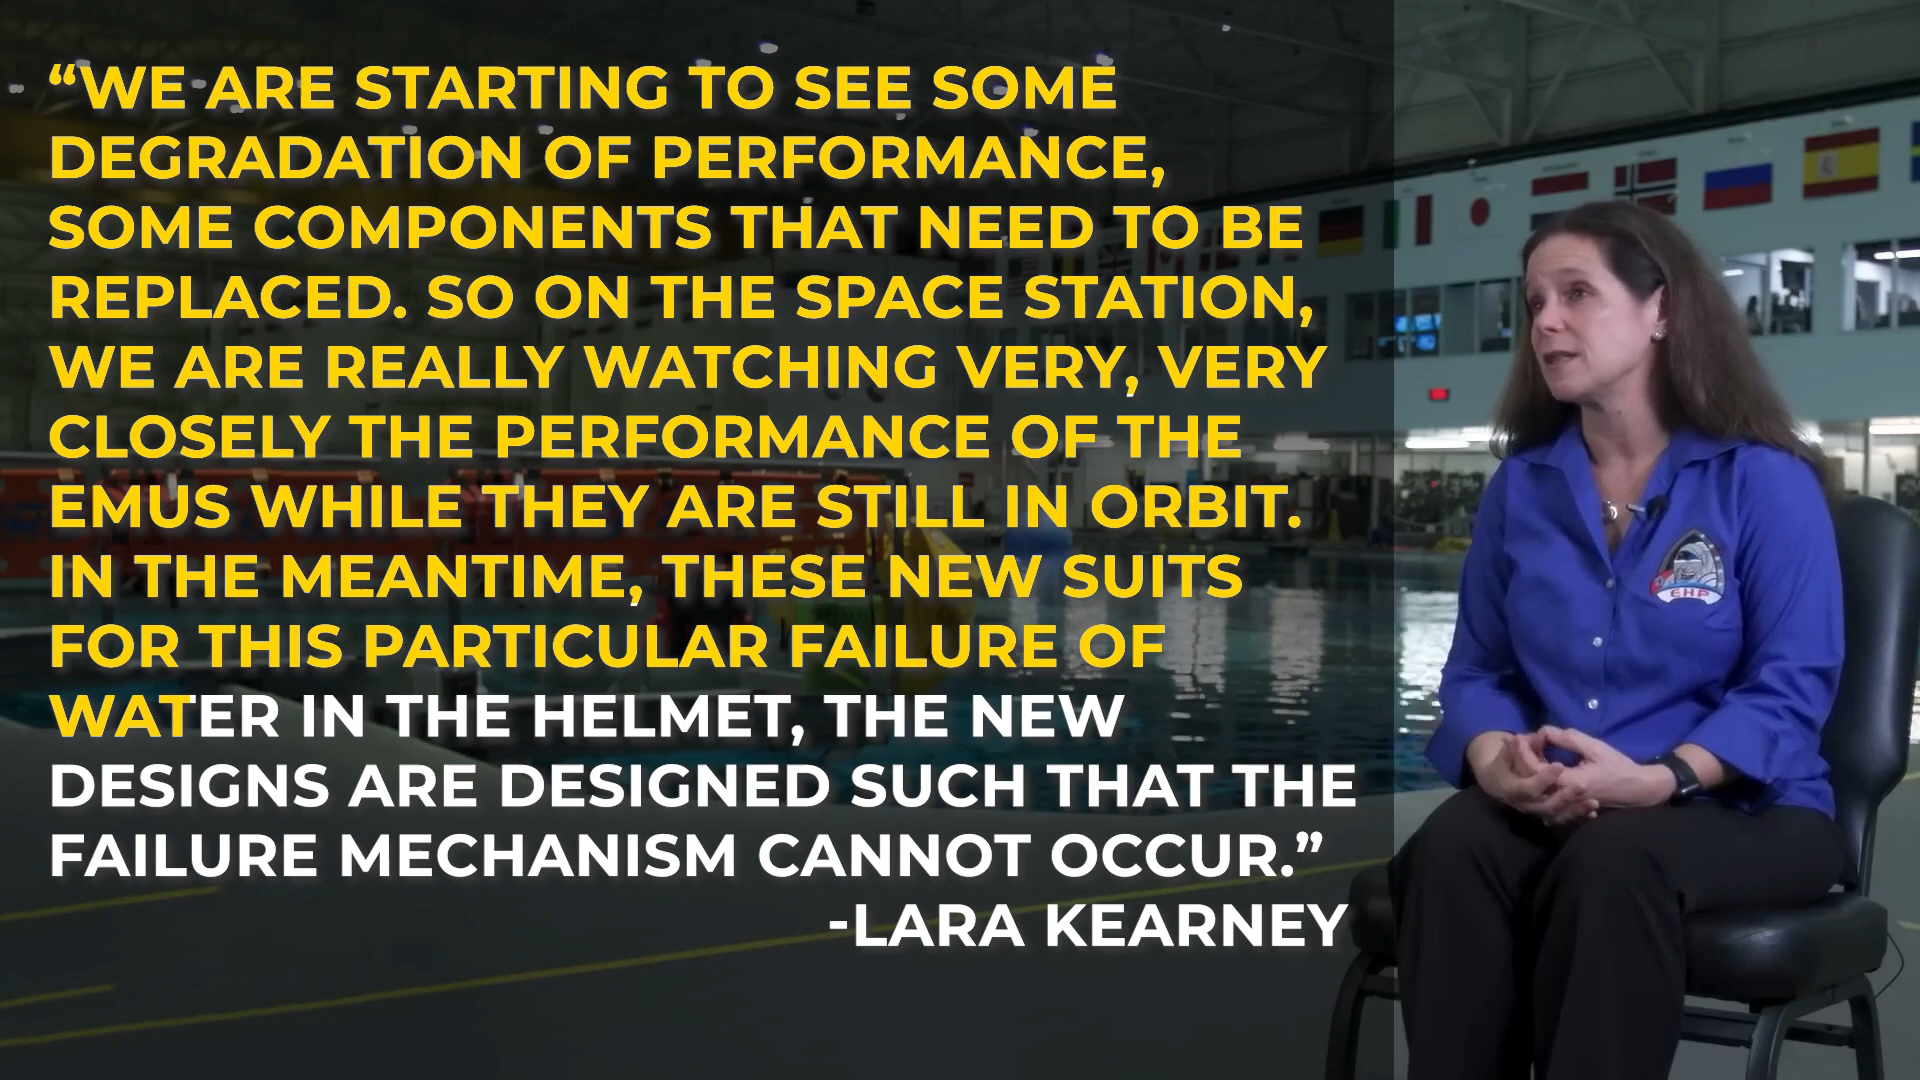 “WE ARE STARTING TO SEE SOME
DEGRADATION OF PERFORMANCE,
SOME COMPONENTS THAT NEED TO BE
REPLACED. SO ON THE SPACE STATION,
WE ARE REALLY WATCHING VERY, VERY
CLOSELY THE PERFORMANCE OF THE
EMUS WHILE THEY ARE STILL IN ORBIT.
IN THE MEANTIME, THESE NEW SUITS
FOR THIS PARTICULAR FAILURE OF
WATER IN THE HELMET, THE NEW
DESIGNS ARE DESIGNED SUCH THAT THE
FAILURE MECHANISM CANNOT OCCUR.”
-LARA KEARNEY
EHP